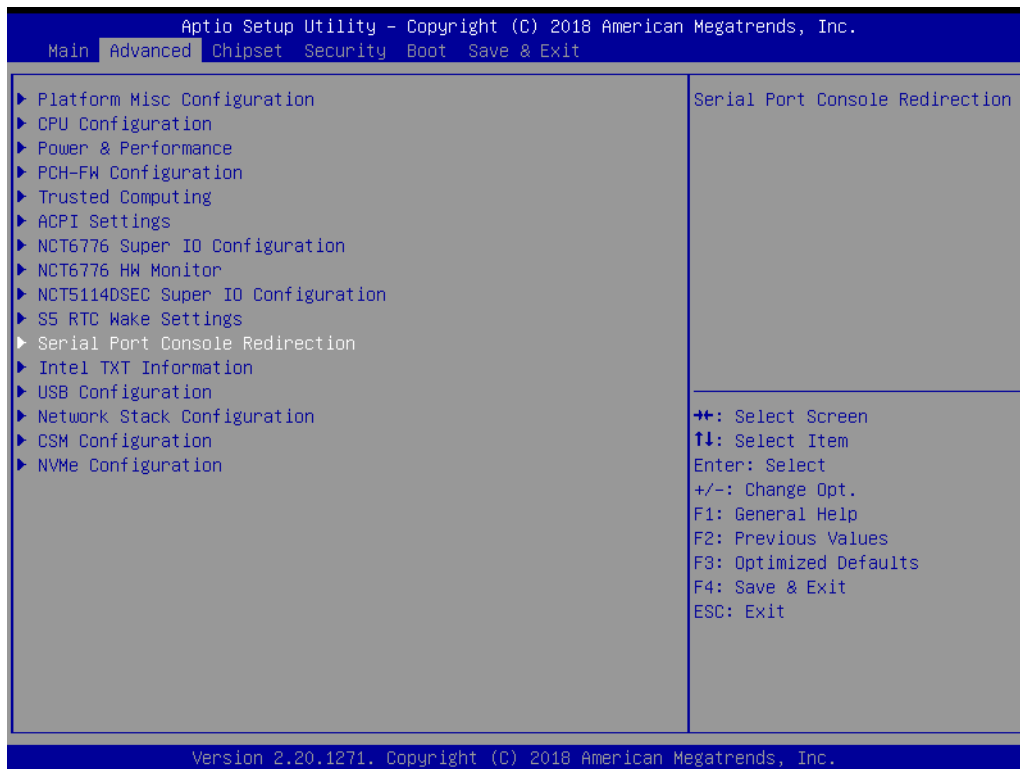 Aptio Setup Utility – Copyright (C) 2018 American Megatrends, Inc.
Main Advanced Chipset Security Boot Save & Exit
▶ Platform Misc Configuration
▶ CPU Configuration
▶ Power & Performance
▶ PCH-FW Configuration
▶ Trusted Computing
▶ ACPI Settings
▶ NCT6776 Super IO Configuration
▶ NCT6776 HW Monitor
▶ NCT5114DSEC Super IO Configuration
▶ S5 RTC Wake Settings
▶ Serial Port Console Redirection
▶ Intel TXT Information
▶ USB Configuration
▶ Network Stack Configuration
▶ CSM Configuration
▶ NVMe Configuration
Serial Port Console Redirection
→←: Select Screen
↑↓: Select Item
Enter: Select
+/-: Change Opt.
F1: General Help
F2: Previous Values
F3: Optimized Defaults
F4: Save & Exit
ESC: Exit
Version 2.20.1271. Copyright (C) 2018 American Megatrends, Inc.